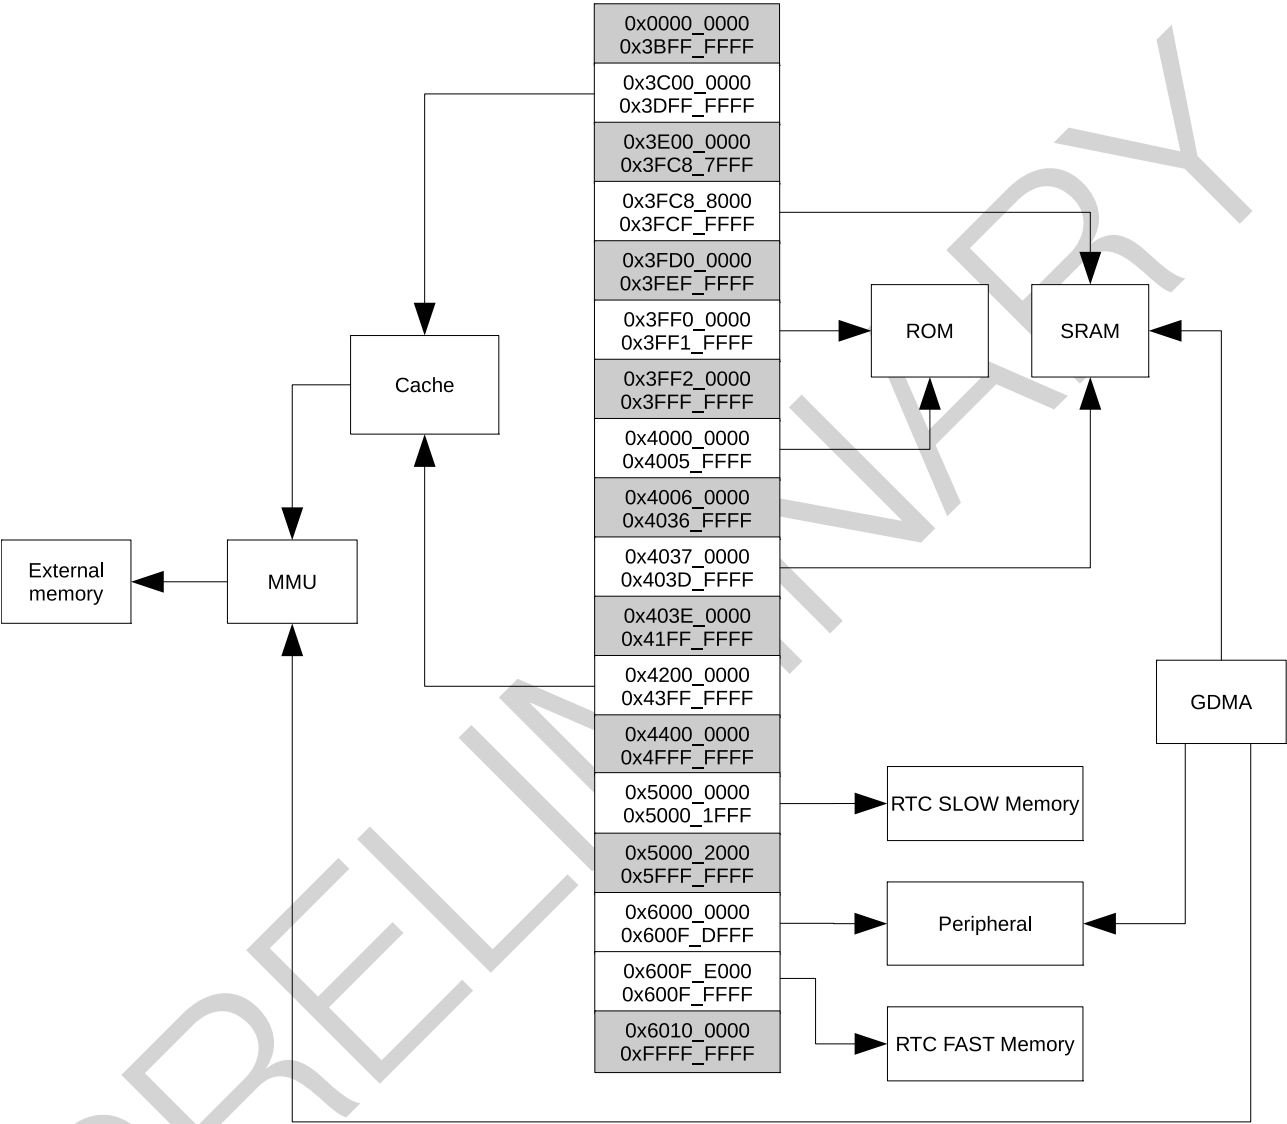 0x0000_0000
0x3BFF_FFFF
0x3C00_0000
0x3DFF_FFFF
0x3E00_0000
0x3FC8_7FFF
0x3FC8_8000
0x3FCF_FFFF
0x3FD0_0000
0x3FEF_FFFF
0x3FF0_0000
0x3FF1_FFFF
ROM
SRAM
0x3FF2_0000
0x3FFF_FFFF
Cache
0x4000_0000
0x4005_FFFF
0x4006_0000
0x4036_FFFF
0x4037_0000
0x403D_FFFF
External
memory
MMU
0x403E_0000
0x41FF_FFFF
0x4200_0000
0x43FF_FFFF
GDMA
0x4400_0000
0x4FFF_FFFF
0x5000_0000
0x5000_1FFF
RTC SLOW Memory
0x5000_2000
0x5FFF_FFFF
0x6000_0000
0x600F_DFFF
Peripheral
0x600F_E000
0x600F_FFFF
0x6010_0000
0xFFFF_FFFF
RTC FAST Memory
PRELIMINARY